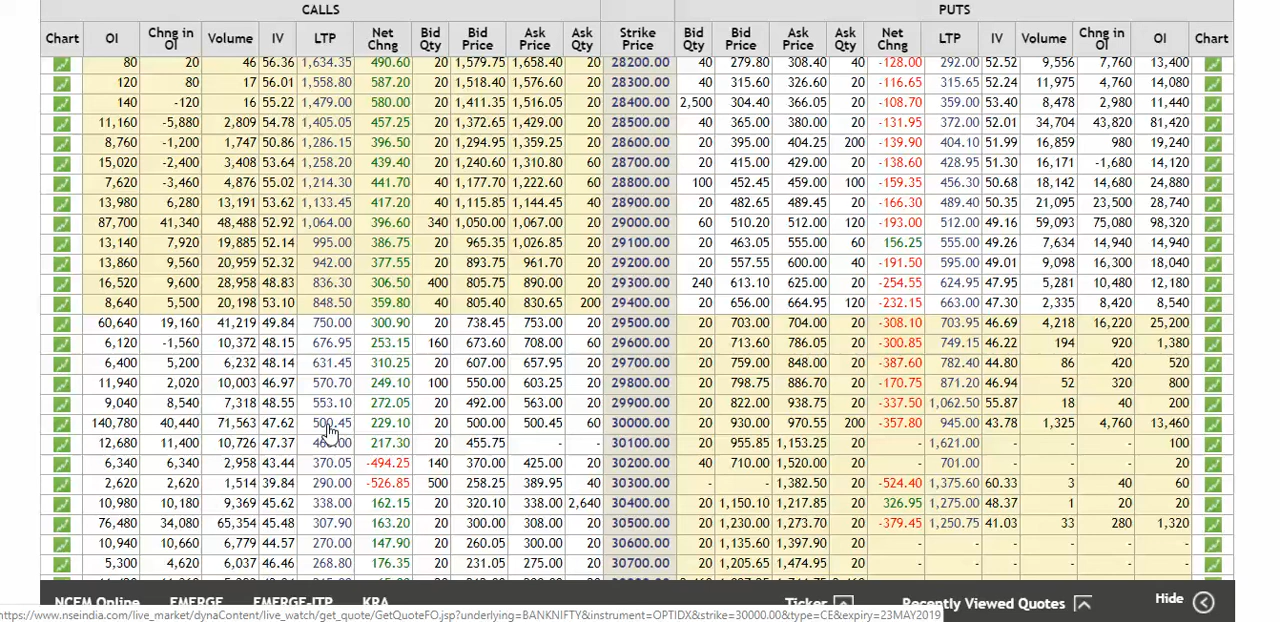 CALLS PUTS
Chart OI Chng in OI Volume IV LTP Net Chng Bid Qty Bid Price Ask Price Ask Qty Strike Price Bid Qty Bid Price Ask Price Ask Qty Net Chng LTP IV Volume Chng in OI OI Chart
80 20 46 56.36 1,634.35 490.60 20 1,579.75 1,658.40 20 28200.00 40 279.80 308.40 40 -128.00 292.00 52.52 9,556 7,760 13,400
120 80 17 56.01 1,558.80 587.20 20 1,518.40 1,576.60 20 28300.00 40 315.60 326.60 20 -116.65 315.65 52.24 11,975 4,760 14,080
140 -120 16 55.22 1,479.00 580.00 20 1,411.35 1,516.05 20 28400.00 2,500 304.40 366.05 20 -108.70 359.00 53.40 8,478 2,980 11,440
11,160 -5,880 2,809 54.78 1,405.05 457.25 20 1,372.65 1,429.00 20 28500.00 40 365.00 380.00 20 -131.95 372.00 52.01 34,704 43,820 81,420
8,760 -1,200 1,747 50.86 1,286.15 396.50 20 1,294.95 1,359.25 20 28600.00 20 395.00 404.25 200 -139.90 404.10 51.99 16,859 980 19,240
15,020 -2,400 3,408 53.64 1,258.20 439.40 20 1,240.60 1,310.80 60 28700.00 20 415.00 429.00 20 -138.60 428.95 51.30 16,171 -1,680 14,120
7,620 -3,460 4,876 55.02 1,214.30 441.70 40 1,177.70 1,222.60 60 28800.00 100 452.45 459.00 100 -159.35 456.30 50.68 18,142 14,680 24,880
13,980 6,280 13,191 53.62 1,133.45 417.20 40 1,115.85 1,144.45 40 28900.00 20 482.65 489.45 20 -166.30 489.40 50.35 21,095 23,500 28,740
87,700 41,340 48,488 52.92 1,064.00 396.60 340 1,050.00 1,067.00 20 29000.00 60 510.20 512.00 120 -193.00 512.00 49.16 59,093 75,080 98,320
13,140 7,920 19,885 52.14 995.00 386.75 20 965.35 1,026.85 20 29100.00 20 463.05 555.00 60 156.25 555.00 49.26 7,634 14,940 14,940
13,860 9,560 20,959 52.32 942.00 377.55 20 893.75 961.70 20 29200.00 20 557.55 600.00 40 -191.50 595.00 49.01 9,098 16,300 18,040
16,520 9,600 28,958 48.83 836.30 306.50 400 805.75 890.00 20 29300.00 240 613.10 625.00 20 -254.55 624.95 47.95 5,281 10,480 12,180
8,640 5,500 20,198 53.10 848.50 359.80 40 805.40 830.65 200 29400.00 20 656.00 664.95 120 -232.15 663.00 47.30 2,335 8,420 8,540
60,640 19,160 41,219 49.84 750.00 300.90 20 738.45 753.00 20 29500.00 20 703.00 704.00 20 -308.10 703.95 46.69 4,218 16,220 25,200
6,120 -1,560 10,372 48.15 676.95 253.15 160 673.60 708.00 60 29600.00 20 713.60 786.05 20 -300.85 749.15 46.22 194 920 1,380
6,400 5,200 6,232 48.14 631.45 310.25 20 607.00 657.95 20 29700.00 20 759.00 848.00 20 -387.60 782.40 44.80 86 420 520
11,940 2,020 10,003 46.97 570.70 249.10 100 550.00 603.25 20 29800.00 20 798.75 886.70 20 -170.75 871.20 46.94 52 320 800
9,040 8,540 7,318 48.55 553.10 272.05 20 492.00 563.00 20 29900.00 20 822.00 938.75 20 -337.50 1,062.50 55.87 18 40 200
140,780 40,440 71,563 47.62 500.45 229.10 20 500.00 500.45 60 30000.00 20 930.00 970.55 200 -357.80 945.00 43.78 1,325 4,760 13,460
12,680 11,400 10,726 47.37 217.30 20 455.75 - - 30100.00 20 955.85 1,153.25 20 - 1,621.00 - - - 100
6,340 6,340 2,958 43.44 370.05 -494.25 140 370.00 425.00 20 30200.00 40 710.00 1,520.00 20 - 701.00 - - - 20
2,620 2,620 1,514 39.84 290.00 -526.85 500 258.25 389.95 40 30300.00 - - 1,382.50 20 -524.40 1,375.60 60.33 3 40 60
10,980 10,180 9,369 45.62 338.00 162.15 20 320.10 338.00 2,640 30400.00 20 1,150.10 1,217.85 20 326.95 1,275.00 48.37 1 20 20
76,480 34,080 65,354 45.48 307.90 163.20 20 300.00 308.00 20 30500.00 20 1,230.00 1,273.70 20 -379.45 1,250.75 41.03 33 280 1,320
10,940 10,660 6,779 44.57 270.00 147.90 20 260.05 300.00 20 30600.00 20 1,135.60 1,397.90 20 - - - - - -
5,300 4,620 6,037 46.46 268.80 176.35 20 231.05 275.00 20 30700.00 20 1,205.65 1,474.95 20 - - - - - -
NCFM Online EMERGE EMERGE-ITP KRA Ticker Recently Viewed Quotes Hide
https://www.nseindia.com/live_market/dynaContent/live_watch/get_quote/GetQuoteFO.jsp?underlying=BANKNIFTY&instrument=OPTIDX&strike=30000.00&type=CE&expiry=23MAY2019